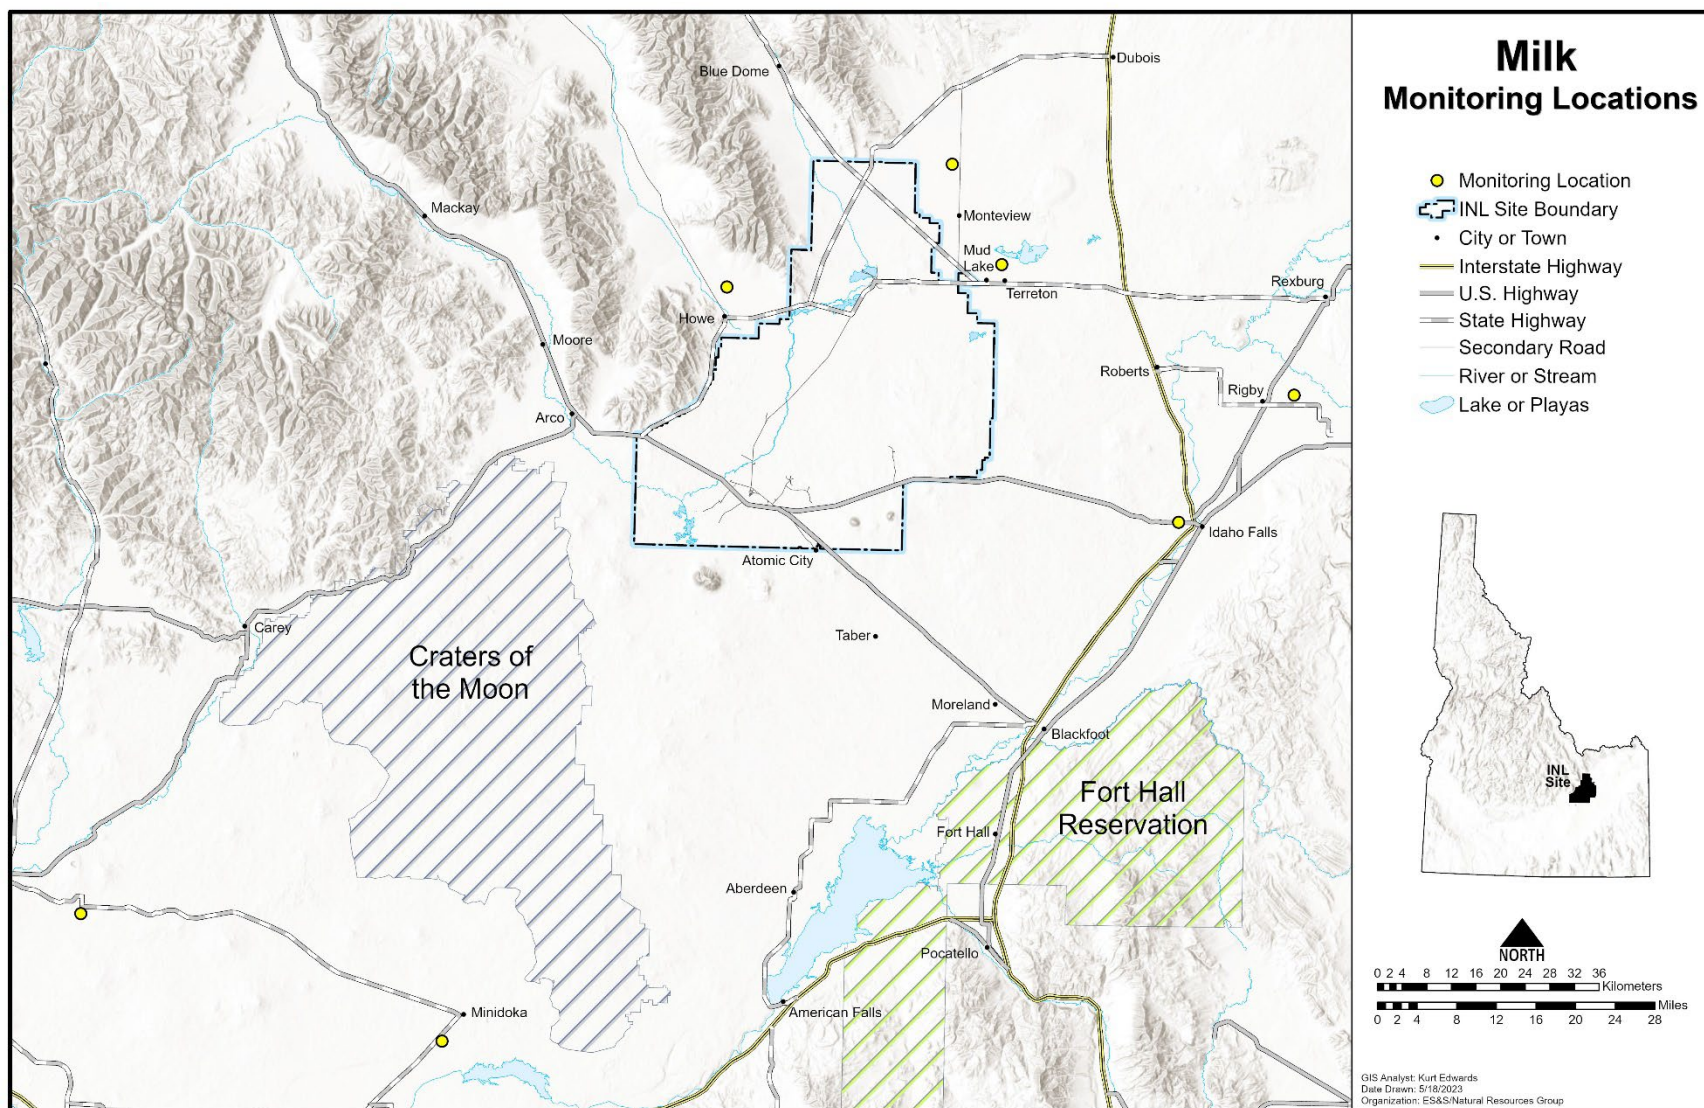 Milk
Monitoring Locations
Monitoring Location
INL Site Boundary
City or Town
Interstate Highway
U.S. Highway
State Highway
Secondary Road
River or Stream
Lake or Playas
Dubois
Blue Dome
Mackay
Monteview
Mud
Lake
Terreton
Rexburg
Howe
Moore
Roberts
Rigby
Arco
Idaho Falls
Atomic City
Carey
Taber
Craters of
the Moon
Moreland
Blackfoot
Fort Hall
Reservation
Fort Hall
Aberdeen
Pocatello
Minidoka
American Falls
INL
Site
NORTH
0 2 4 8 12 16 20 24 28 32 36
Kilometers
Miles
0 2 4 8 12 16 20 24 28
GIS Analyst: Kurt Edwards
Date Drawn: 5/18/2023
Organization: ES&S/Natural Resources Group